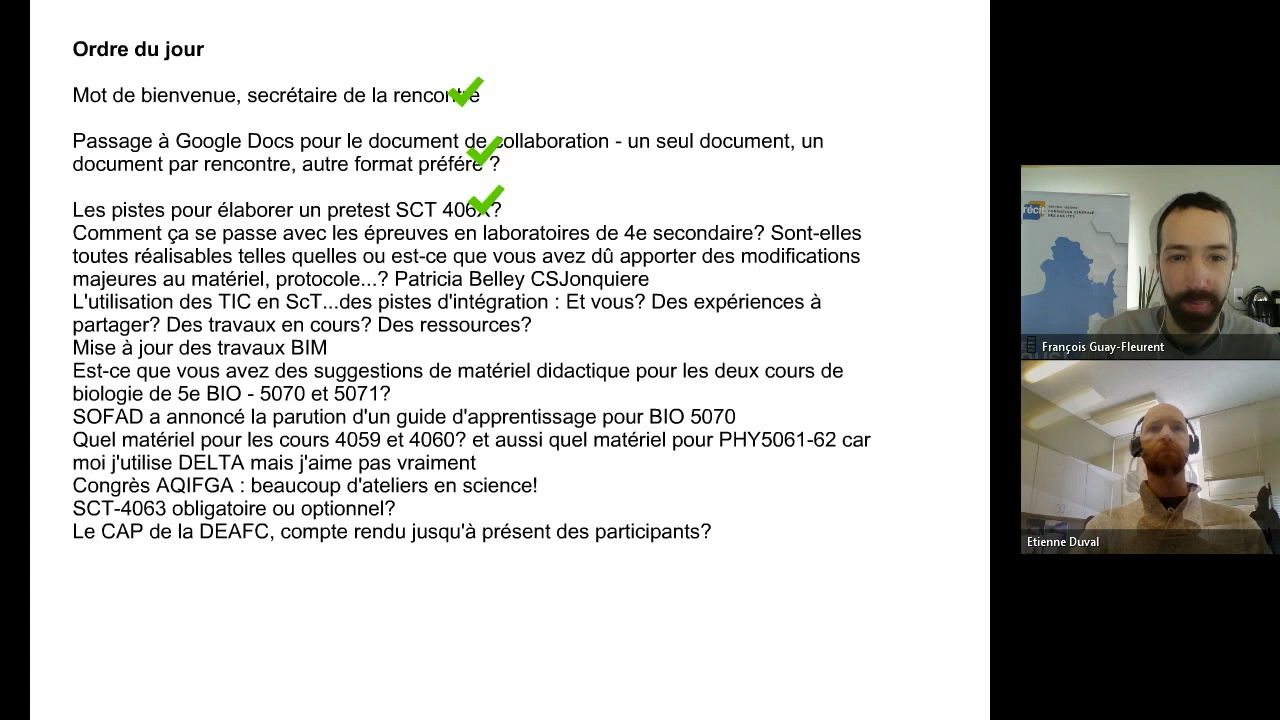 Ordre du jour
Mot de bienvenue, secrétaire de la rencontre
Passage à Google Docs pour le document de collaboration - un seul document, un
document par rencontre, autre format préféré ?
Les pistes pour élaborer un pretest SCT 406X?
Comment ça se passe avec les épreuves en laboratoires de 4e secondaire? Sont-elles
toutes réalisables telles quelles ou est-ce que vous avez dû apporter des modifications
majeures au matériel, protocole...? Patricia Belley CSJonquiere
L'utilisation des TIC en ScT...des pistes d'intégration : Et vous? Des expériences à
partager? Des travaux en cours? Des ressources?
Mise à jour des travaux BIM
Est-ce que vous avez des suggestions de matériel didactique pour les deux cours de
biologie de 5e BIO - 5070 et 5071?
SOFAD a annoncé la parution d'un guide d'apprentissage pour BIO 5070
Quel matériel pour les cours 4059 et 4060? et aussi quel matériel pour PHY5061-62 car
moi j'utilise DELTA mais j'aime pas vraiment
Congrès AQIFGA : beaucoup d'ateliers en science!
SCT-4063 obligatoire ou optionnel?
Le CAP de la DEAFC, compte rendu jusqu'à présent des participants?
récit
FORMATION GÉNÉRALE
DES ADULTES
François Guay-Fleurent
Etienne Duval